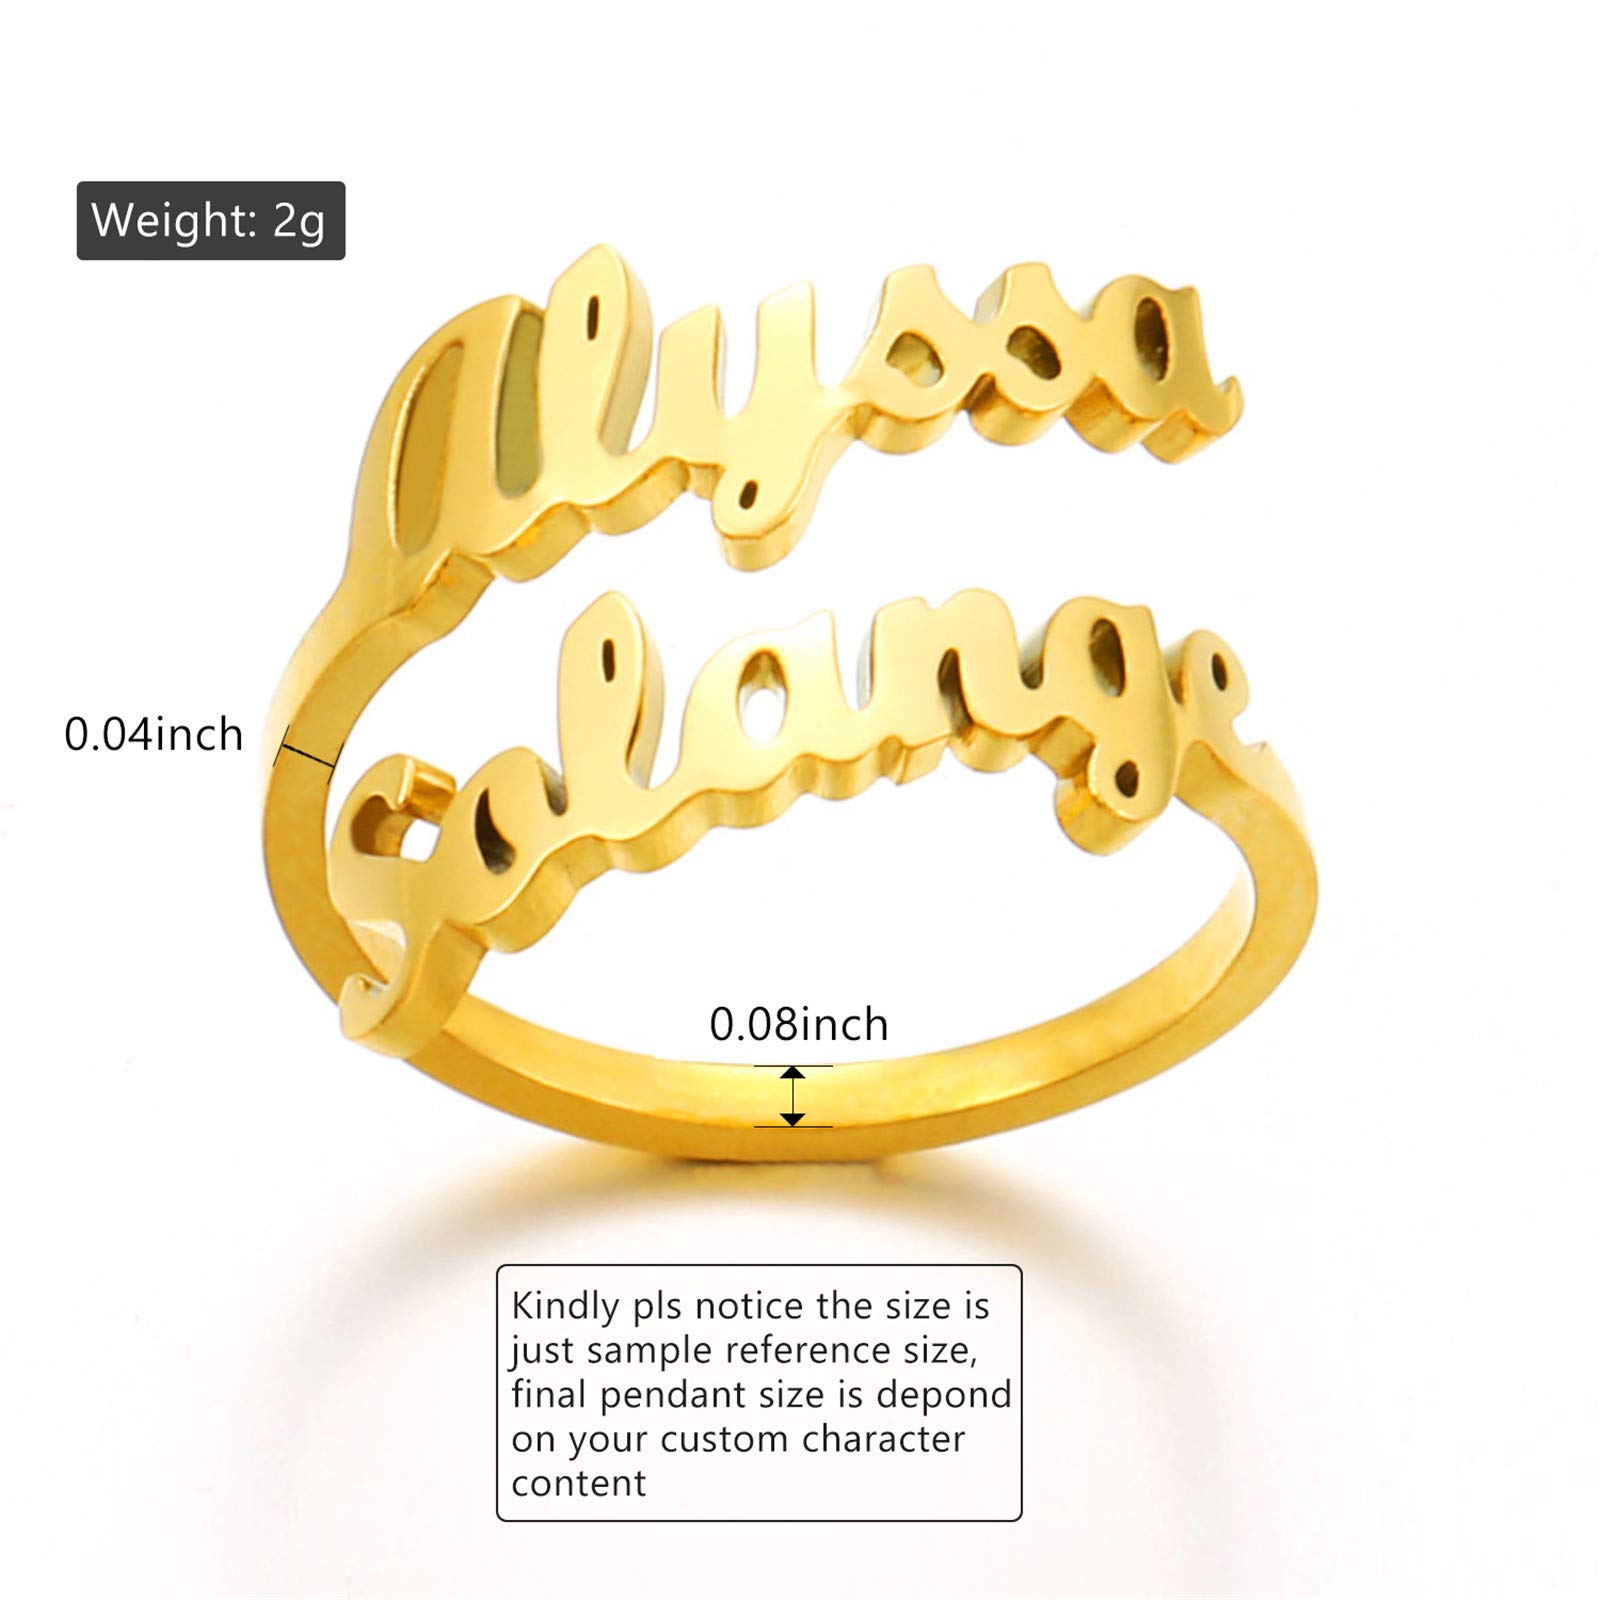 Weight: 2g
Alyssa
Solange
0.04inch
0.08inch
Kindly pls notice the size is
just sample reference size,
final pendant size is depond
on your custom character
content